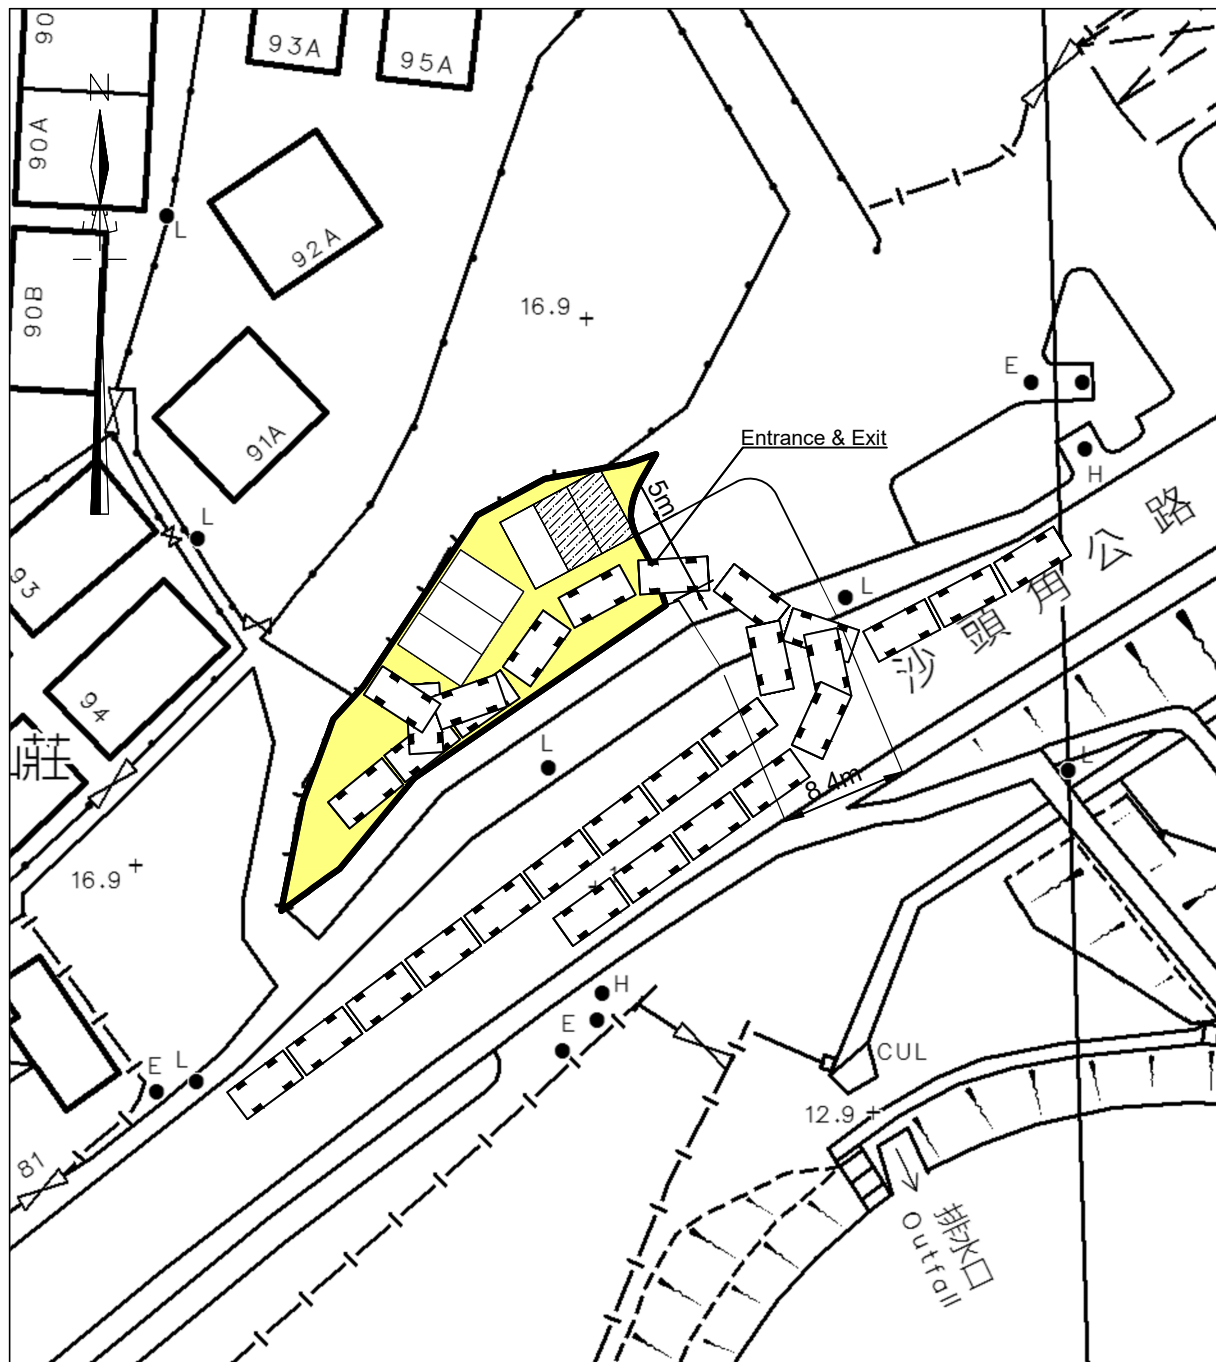 90
93A
95A
N
90A
L
92A
90B
16.9
E
91A
Entrance & Exit
H
5m
L
93
L
沙頭角公路
94
L
L
莊
8.4m
16.9
H
E
CUL
E
L
12.9
81
排水口
Outfall